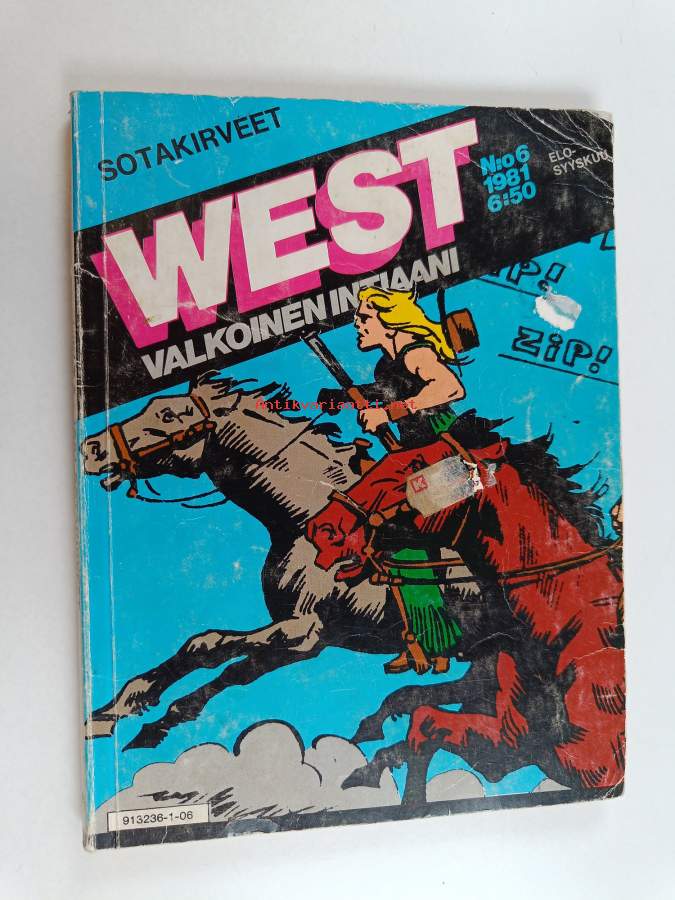 SOTAKIRVEET
WEST
VALKOINEN INTIAANI
N:o 6
1981
6:50
ELO-
SYYSKUU
ZIP!
Antikvariaatti.net
K
913236-1-06